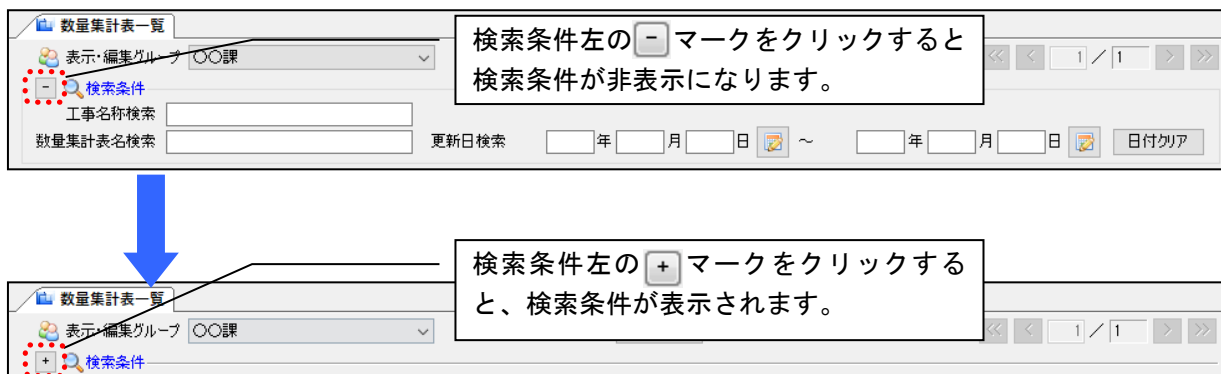 数量集計表一覧
表示・編集グループ 〇〇課
検索条件左の - マークをクリックすると
検索条件が非表示になります。
<< < 1 / 1 > >>
- 検索条件
工事名称検索
数量集計表名検索 更新日検索 年 月 日 ～ 年 月 日 日付クリア
検索条件左の + マークをクリックする
と、検索条件が表示されます。
数量集計表一覧
表示・編集グループ 〇〇課
<< < 1 / 1 > >>
+ 検索条件